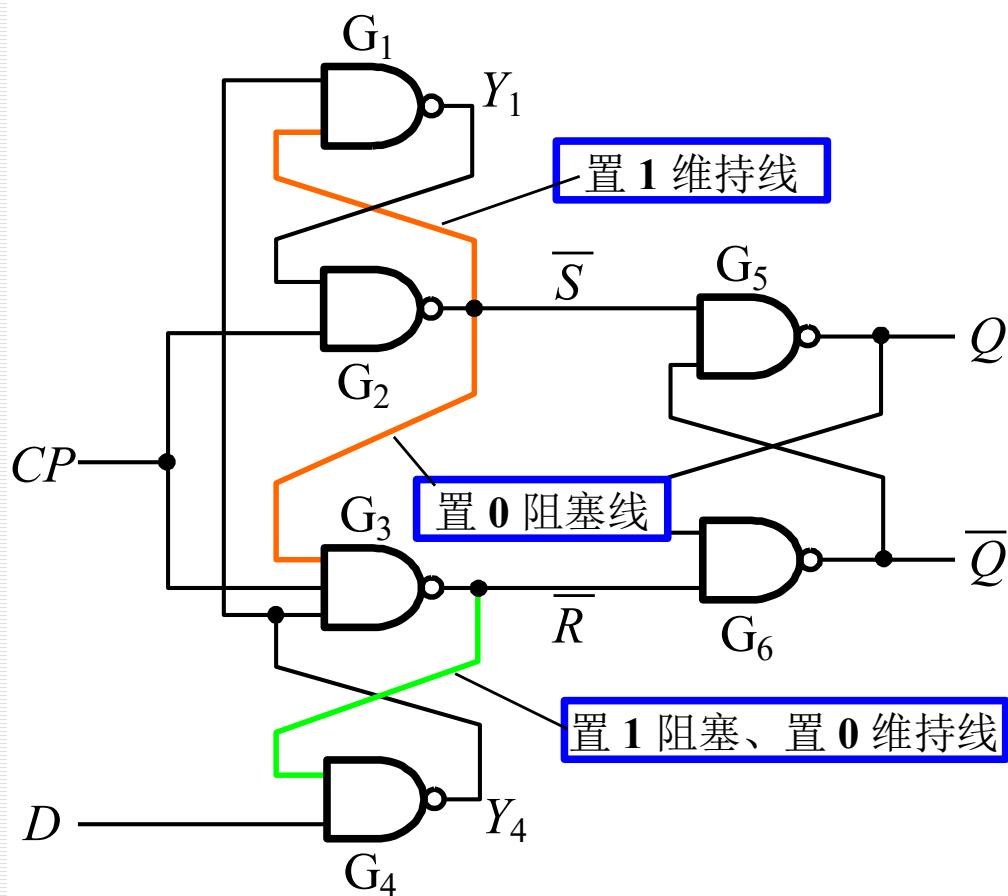 G₁
Y₁
置 1 维持线
S̅
G₅
Q
G₂
CP
置 0 阻塞线
G₃
Q̅
R̅
G₆
置 1 阻塞、置 0 维持线
D
Y₄
G₄